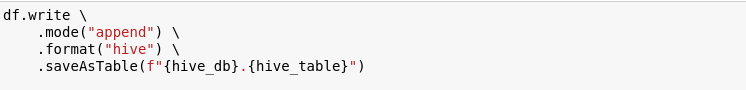 df.write \
    .mode("append") \
    .format("hive") \
    .saveAsTable(f"{hive_db}.{hive_table}")